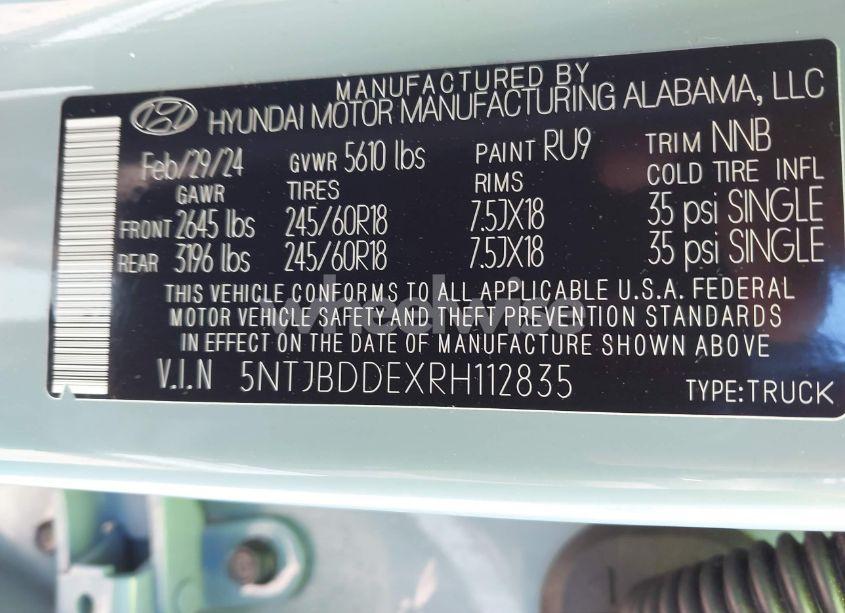 MANUFACTURED BY
HYUNDAI MOTOR MANUFACTURING ALABAMA, LLC
Feb/29/24 GVWR 5610 lbs PAINT RU9 TRIM NNB
GAWR TIRES RIMS COLD TIRE INFL
FRONT 2645 lbs 245/60R18 7.5JX18 35 psi SINGLE
REAR 3196 lbs 245/60R18 7.5JX18 35 psi SINGLE
THIS VEHICLE CONFORMS TO ALL APPLICABLE U.S.A. FEDERAL
MOTOR VEHICLE SAFETY AND THEFT PREVENTION STANDARDS
IN EFFECT ON THE DATE OF MANUFACTURE SHOWN ABOVE
V.I.N 5NTJBDDEXRH112835 TYPE:TRUCK
wheelwise